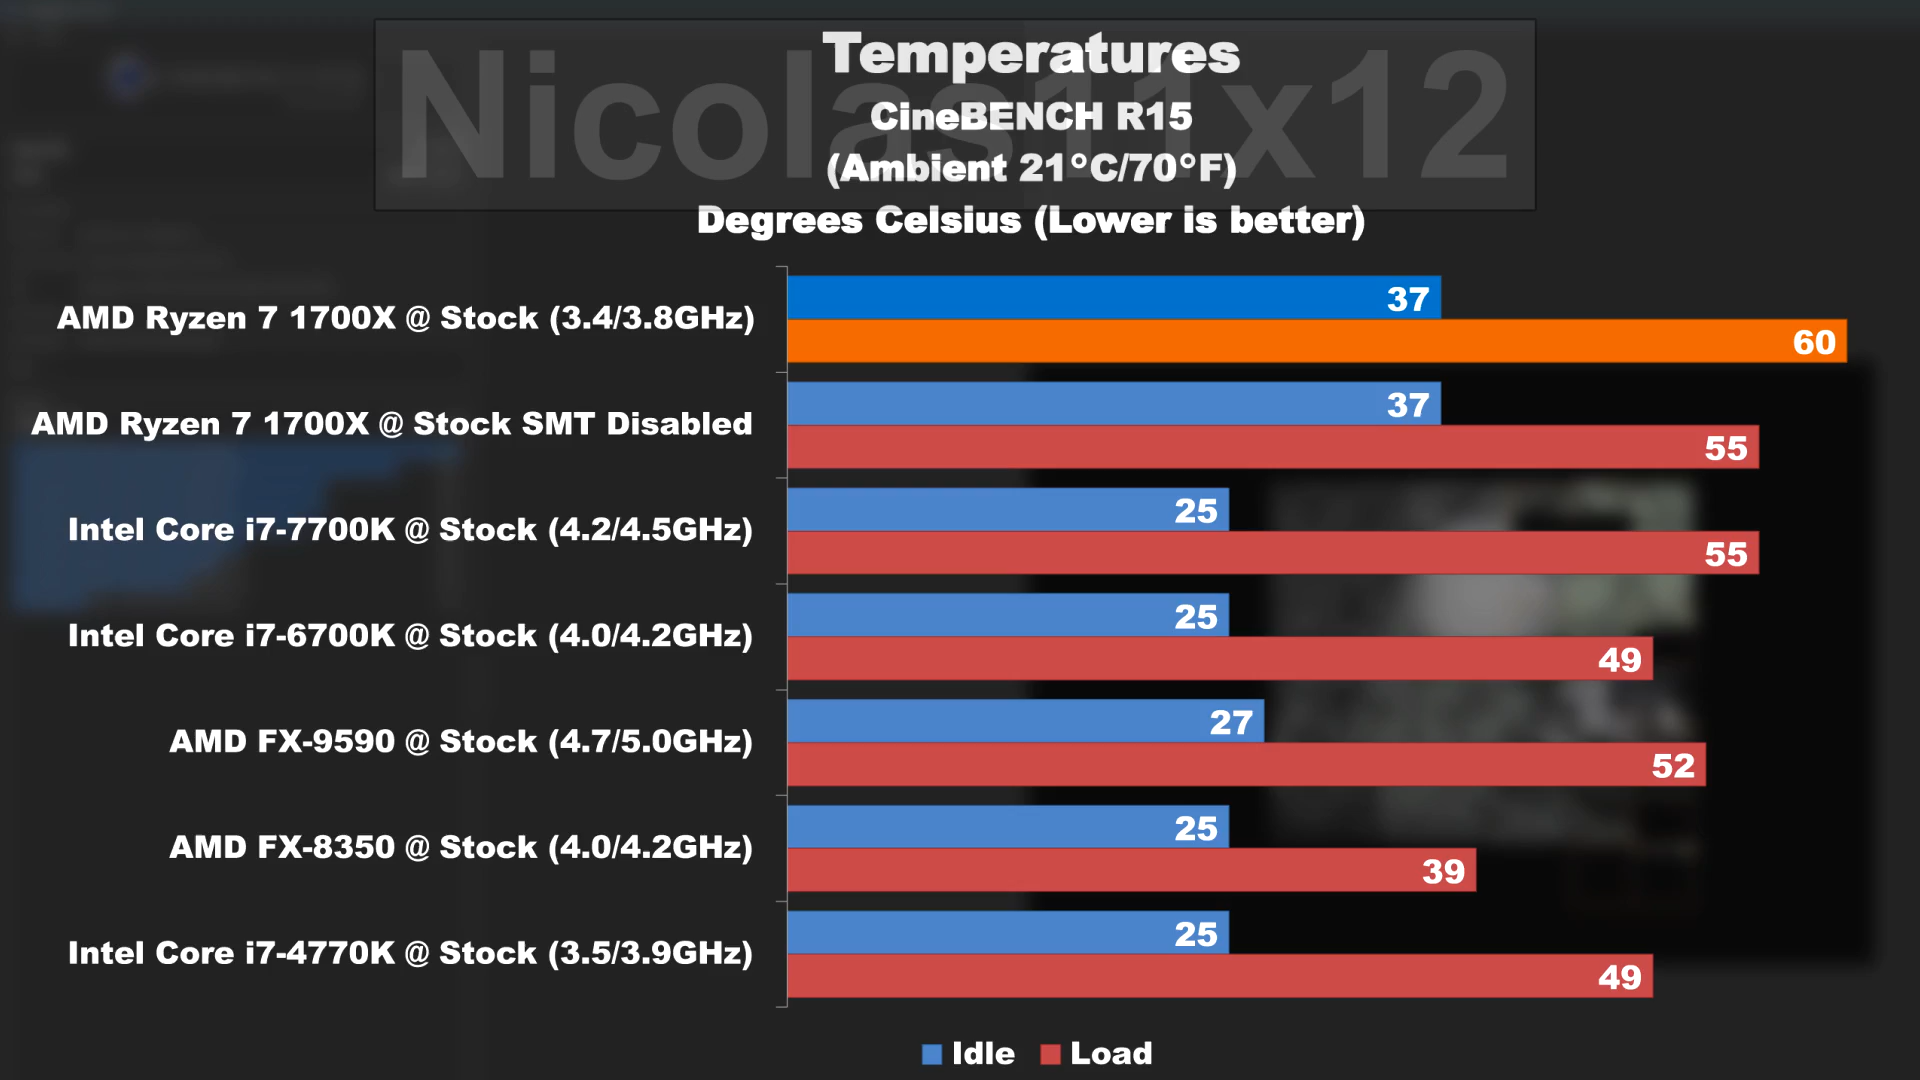 Nicolas11x12
Temperatures
CineBENCH R15
(Ambient 21°C/70°F)
Degrees Celsius (Lower is better)
AMD Ryzen 7 1700X @ Stock (3.4/3.8GHz)
37
60
AMD Ryzen 7 1700X @ Stock SMT Disabled
37
55
Intel Core i7-7700K @ Stock (4.2/4.5GHz)
25
55
Intel Core i7-6700K @ Stock (4.0/4.2GHz)
25
49
AMD FX-9590 @ Stock (4.7/5.0GHz)
27
52
AMD FX-8350 @ Stock (4.0/4.2GHz)
25
39
Intel Core i7-4770K @ Stock (3.5/3.9GHz)
25
49
Idle Load